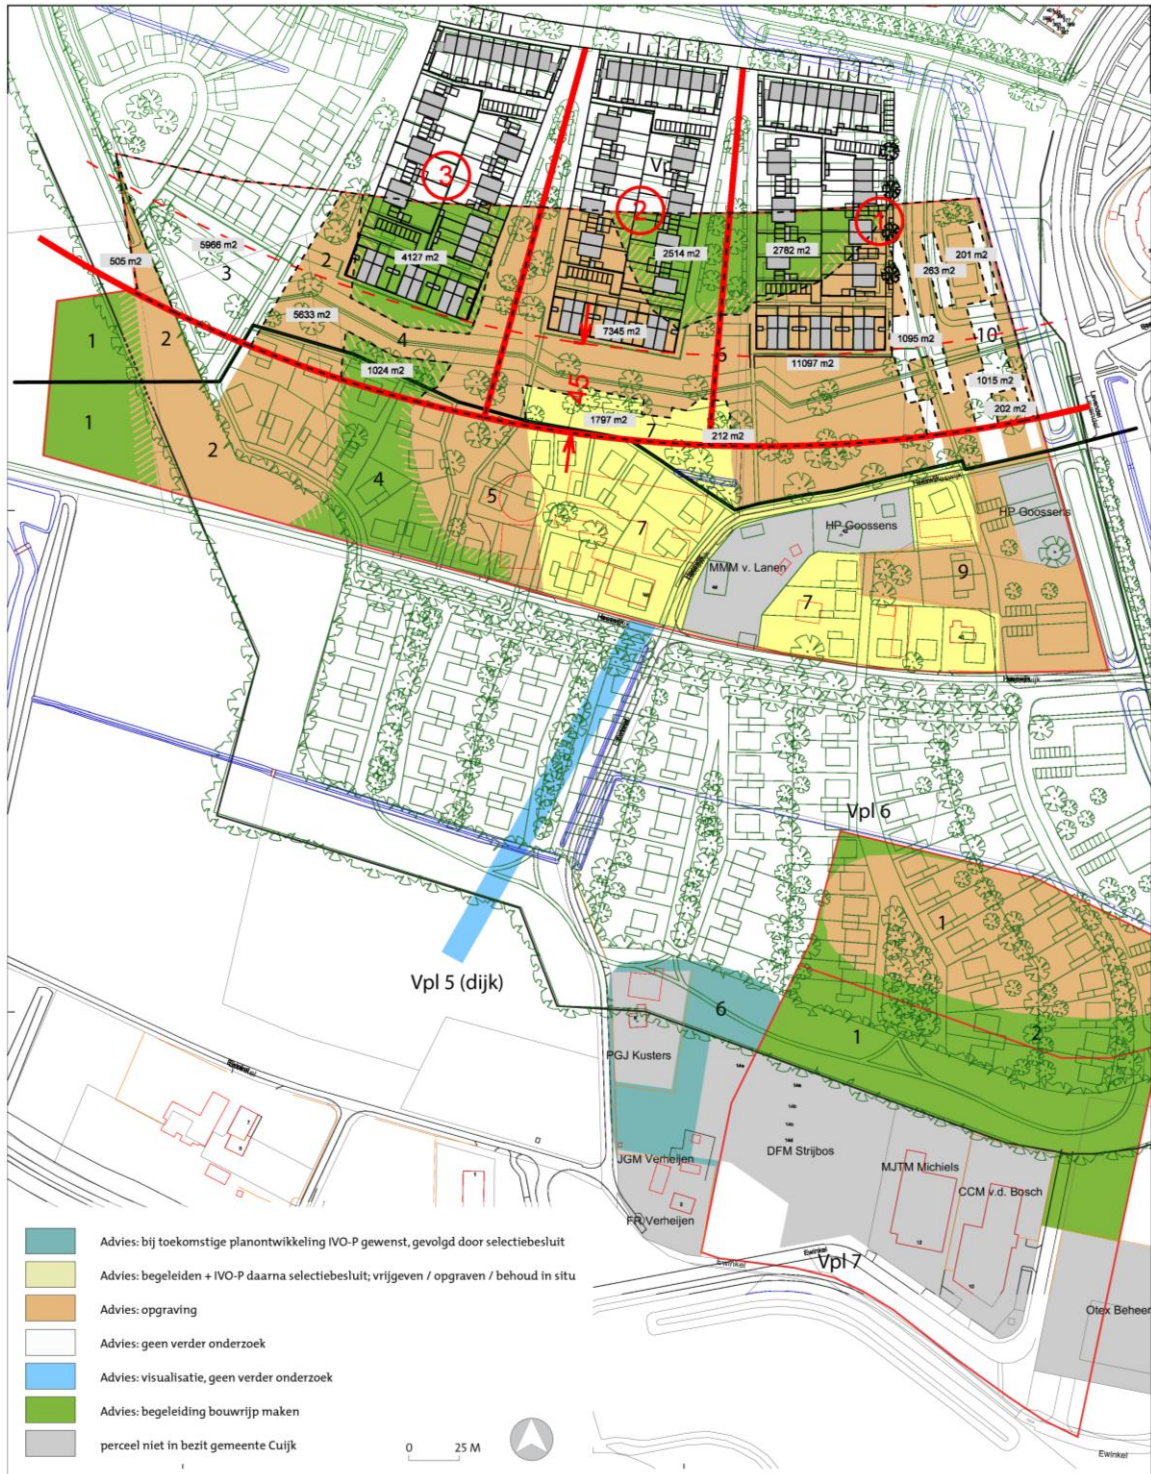 3
2
1
5966 m2
3
505 m2
2
4127 m2
2514 m2
2782 m2
201 m2
263 m2
5633 m2
4
7345 m2
6
11097 m2
1095 m2
10
1015 m2
202 m2
1
2
1024 m2
45
1797 m2
7
212 m2
1
2
4
5
7
HP Goossens
HP Goossens
MMM v. Lanen
9
7
Vpl 6
1
Vpl 5 (dijk)
6
1
2
PGJ Kusters
JGM Verheijen
DFM Strijbos
MJTM Michiels
CCM v.d. Bosch
FR Verheijen
Ewinkel
Ewinkel
Vpl 7
Otex Beheer
Ewinkel
Advies: bij toekomstige planontwikkeling IVO-P gewenst, gevolgd door selectiebesluit
Advies: begeleiden + IVO-P daarna selectiebesluit; vrijgeven / opgraven / behoud in situ
Advies: opgraving
Advies: geen verder onderzoek
Advies: visualisatie, geen verder onderzoek
Advies: begeleiding bouwrijp maken
perceel niet in bezit gemeente Cuijk
0 25 M